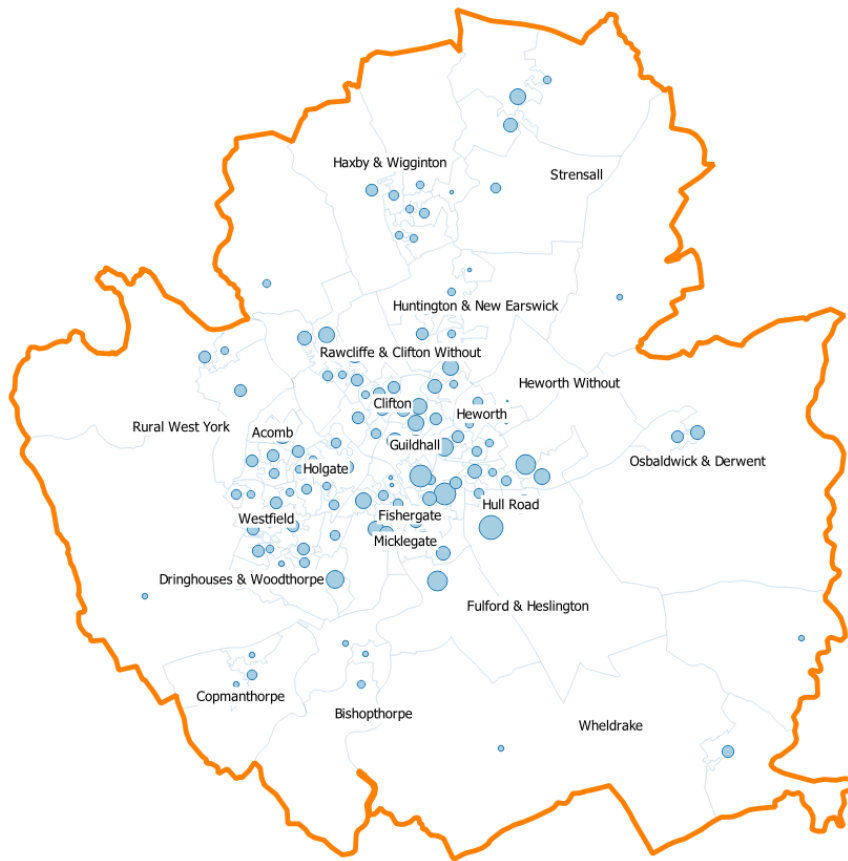 Haxby & Wigginton
Strensall
Huntington & New Earswick
Rawcliffe & Clifton Without
Heworth Without
Clifton
Heworth
Rural West York
Acomb
Guildhall
Osbaldwick & Derwent
Holgate
Hull Road
Westfield
Fishergate
Micklegate
Dringhouses & Woodthorpe
Fulford & Heslington
Copmanthorpe
Bishopthorpe
Wheldrake